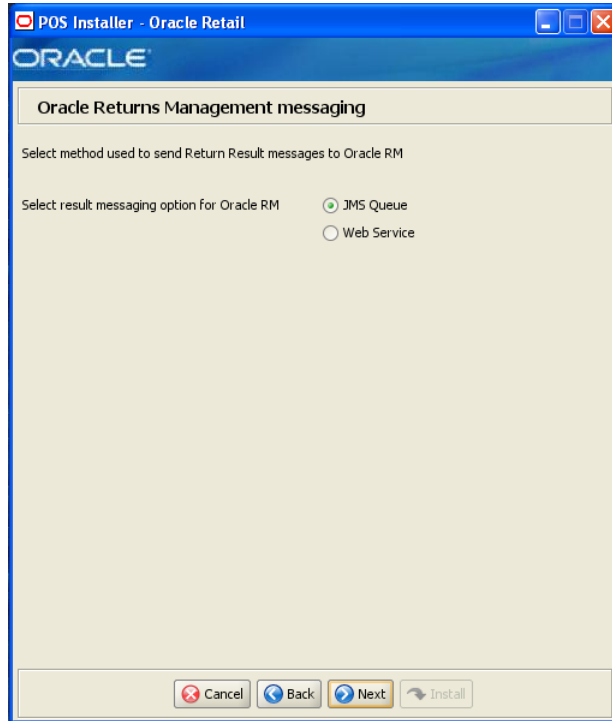 POS Installer - Oracle Retail
ORACLE
Oracle Returns Management messaging
Select method used to send Return Result messages to Oracle RM
Select result messaging option for Oracle RM
JMS Queue
Web Service
Cancel
Back
Next
Install